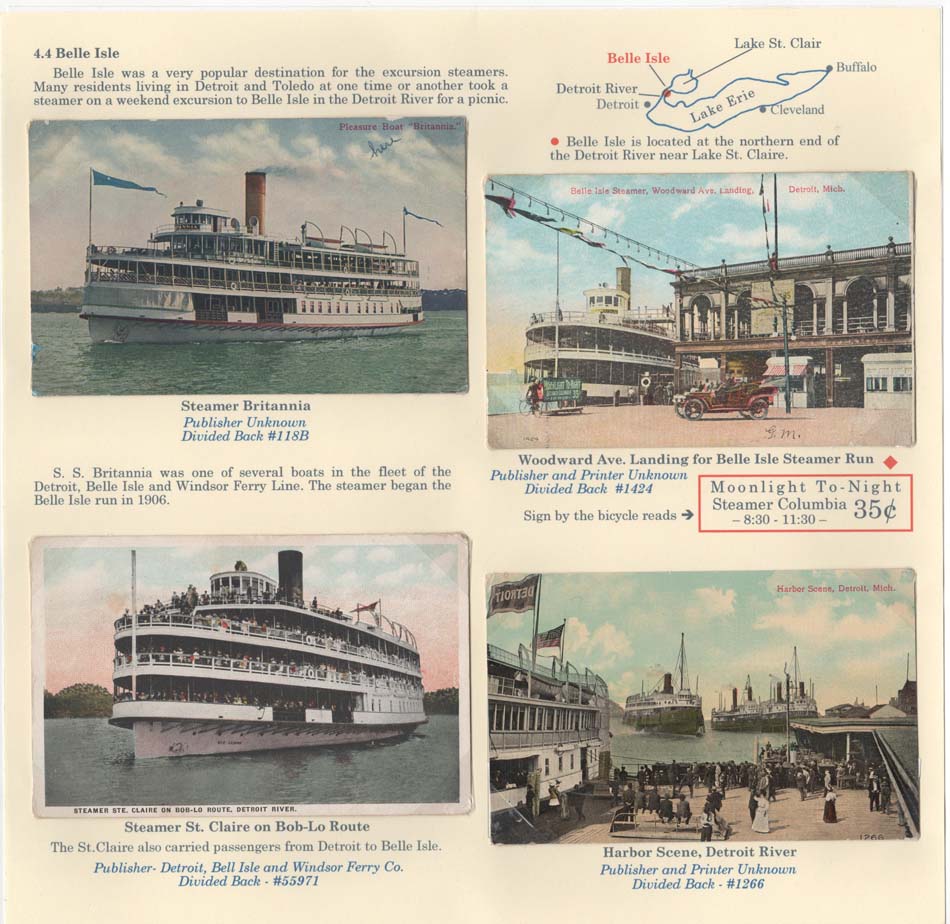 4.4 Belle Isle
Belle Isle was a very popular destination for the excursion steamers.
Many residents living in Detroit and Toledo at one time or another took a
steamer on a weekend excursion to Belle Isle in the Detroit River for a picnic.
Pleasure Boat "Britannia."
here
Steamer Britannia
Publisher Unknown
Divided Back #118B
S. S. Britannia was one of several boats in the fleet of the
Detroit, Belle Isle and Windsor Ferry Line. The steamer began the
Belle Isle run in 1906.
STEAMER STE. CLAIRE ON BOB-LO ROUTE, DETROIT RIVER.
Steamer St. Claire on Bob-Lo Route
The St.Claire also carried passengers from Detroit to Belle Isle.
Publisher- Detroit, Bell Isle and Windsor Ferry Co.
Divided Back - #55971
Lake St. Clair
Belle Isle
Buffalo
Detroit River
Detroit
Lake Erie
Cleveland
● Belle Isle is located at the northern end of
the Detroit River near Lake St. Claire.
Belle Isle Steamer, Woodward Ave. Landing, Detroit, Mich.
MOONLIGHT TO-NIGHT
1424
G. M.
Woodward Ave. Landing for Belle Isle Steamer Run
Publisher and Printer Unknown
Divided Back #1424
Sign by the bicycle reads →
Moonlight To-Night
Steamer Columbia 35¢
– 8:30 - 11:30 –
DETROIT
Harbor Scene, Detroit, Mich.
1266
Harbor Scene, Detroit River
Publisher and Printer Unknown
Divided Back - #1266